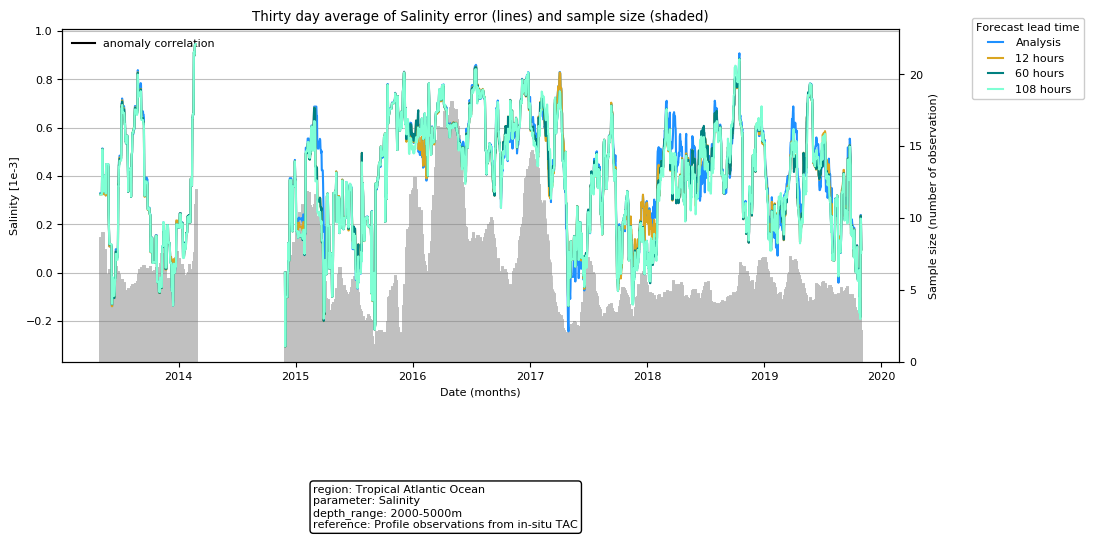 Thirty day average of Salinity error (lines) and sample size (shaded)
anomaly correlation
Forecast lead time
Analysis
12 hours
60 hours
108 hours
Salinity [1e-3]
1.0
0.8
0.6
0.4
0.2
0.0
−0.2
Sample size (number of observation)
20
15
10
5
0
2014 2015 2016 2017 2018 2019 2020
Date (months)
region: Tropical Atlantic Ocean
parameter: Salinity
depth_range: 2000-5000m
reference: Profile observations from in-situ TAC